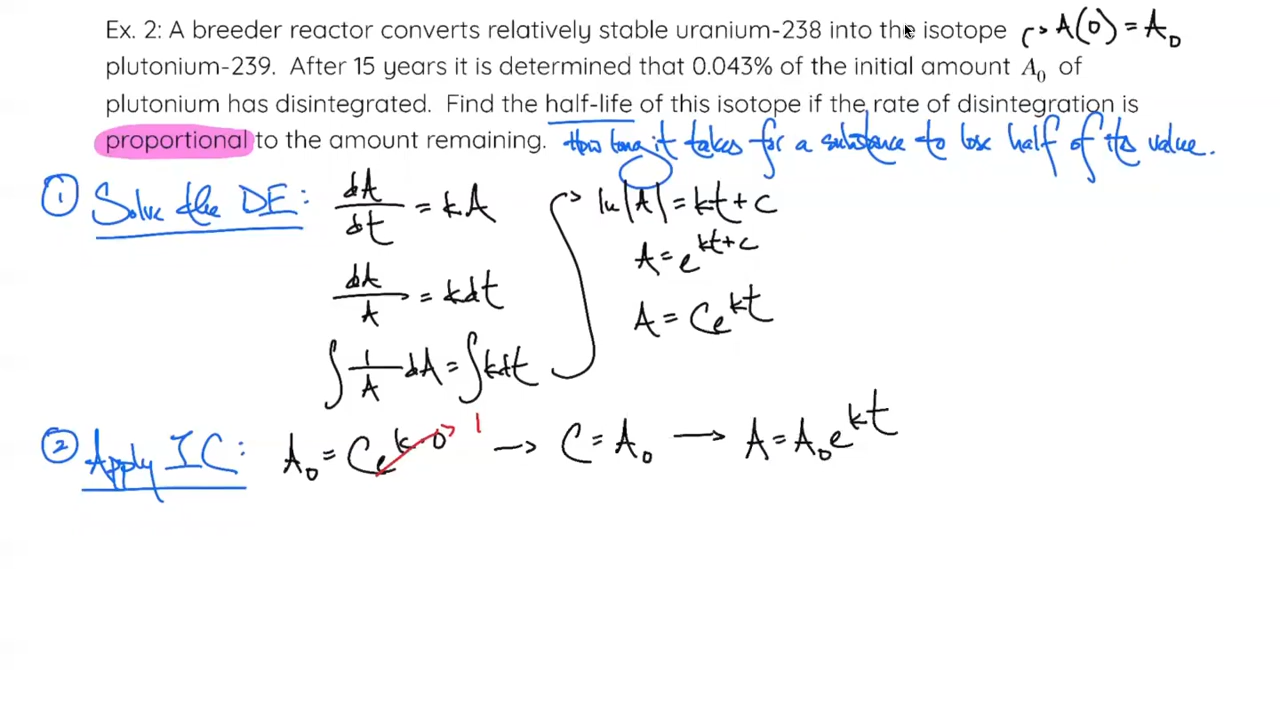 Ex. 2: A breeder reactor converts relatively stable uranium-238 into the isotope ↪ A(0) = A₀
plutonium-239. After 15 years it is determined that 0.043% of the initial amount A₀ of
plutonium has disintegrated. Find the half-life of this isotope if the rate of disintegration is
proportional to the amount remaining. How long it takes for a substance to lose half of its value.
① Solve the DE: dA/dt = kA
dA/A = kdt
∫ 1/A dA = ∫ kdt
ln|A| = kt + c
A = e^(kt+c)
A = Ce^(kt)
② Apply IC: A₀ = Ce^(k·0) 1 → C = A₀ → A = A₀e^(kt)